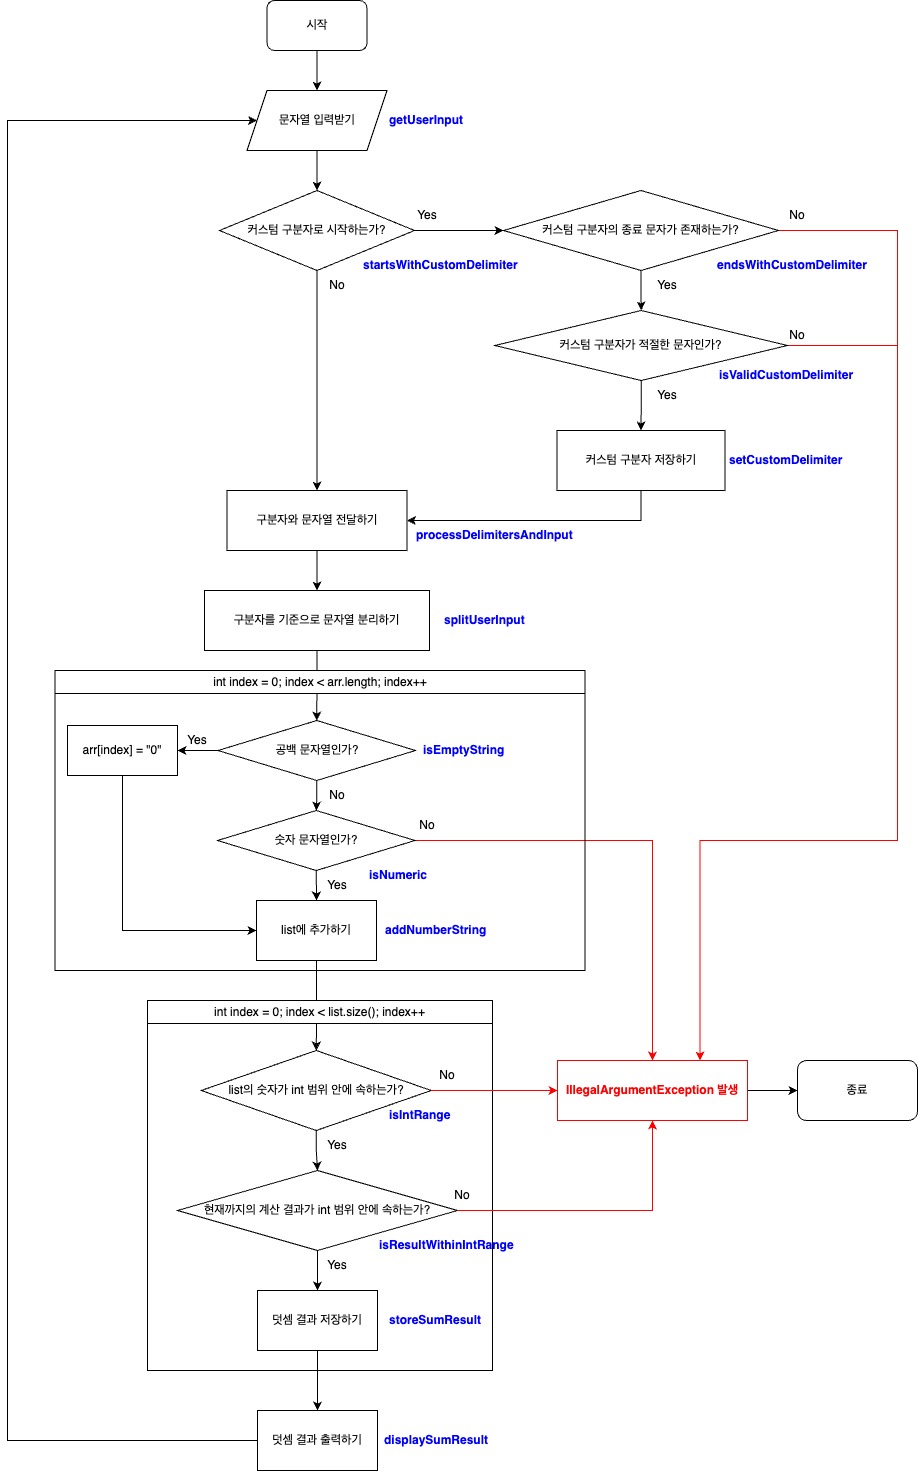 시작
문자열 입력받기
getUserInput
커스텀 구분자로 시작하는가?
Yes
startsWithCustomDelimiter
No
커스텀 구분자의 종료 문자가 존재하는가?
No
endsWithCustomDelimiter
Yes
커스텀 구분자가 적절한 문자인가?
No
isValidCustomDelimiter
Yes
커스텀 구분자 저장하기
setCustomDelimiter
구분자와 문자열 전달하기
processDelimitersAndInput
구분자를 기준으로 문자열 분리하기
splitUserInput
int index = 0; index < arr.length; index++
공백 문자열인가?
isEmptyString
Yes
arr[index] = "0"
No
숫자 문자열인가?
No
isNumeric
Yes
list에 추가하기
addNumberString
int index = 0; index < list.size(); index++
list의 숫자가 int 범위 안에 속하는가?
No
isIntRange
Yes
현재까지의 계산 결과가 int 범위 안에 속하는가?
No
isResultWithinIntRange
Yes
덧셈 결과 저장하기
storeSumResult
덧셈 결과 출력하기
displaySumResult
IllegalArgumentException 발생
종료